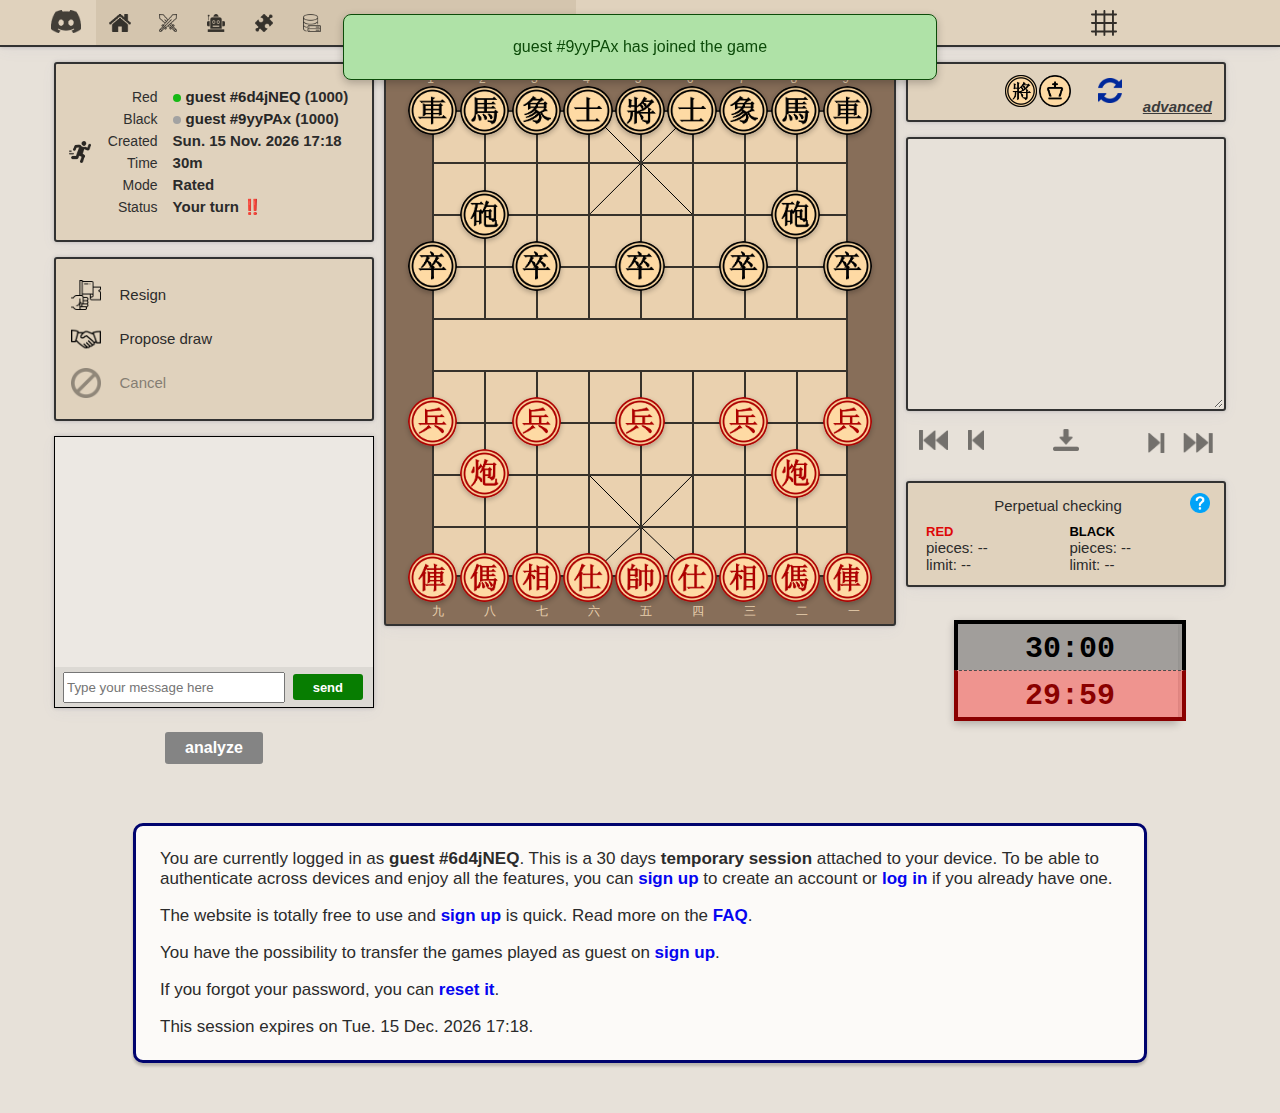 guest #9yyPAx has joined the game
Red guest #6d4jNEQ (1000)
Black guest #9yyPAx (1000)
Created Sun. 15 Nov. 2026 17:18
Time 30m
Mode Rated
Status Your turn ‼
Resign
Propose draw
Cancel
Type your message here
send
analyze
車 馬 象 士 將 士 象 馬 車
砲 砲
卒 卒 卒 卒 卒
兵 兵 兵 兵 兵
炮 炮
俥 傌 相 仕 帥 仕 相 傌 俥
九 八 七 六 五 四 三 二 一
將
advanced
Perpetual checking
?
RED BLACK
pieces: -- pieces: --
limit: -- limit: --
30:00
29:59
You are currently logged in as guest #6d4jNEQ. This is a 30 days temporary session attached to your device. To be able to
authenticate across devices and enjoy all the features, you can sign up to create an account or log in if you already have one.
The website is totally free to use and sign up is quick. Read more on the FAQ.
You have the possibility to transfer the games played as guest on sign up.
If you forgot your password, you can reset it.
This session expires on Tue. 15 Dec. 2026 17:18.